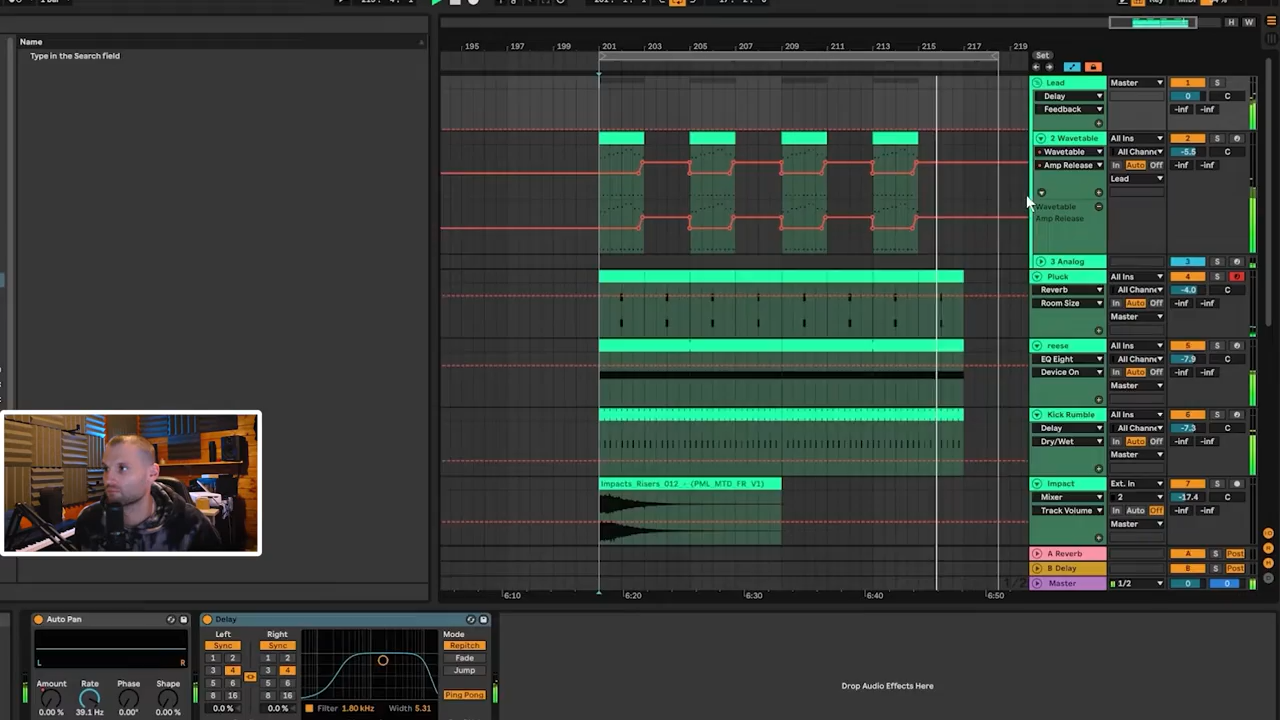 1 Bar
H W
Name
Type in the Search field
195 197 199 201 203 205 207 209 211 213 215 217 219
Set
Lead Master 1 S
Delay 0 C
Feedback -inf -inf
2 Wavetable All Ins 2 S
Wavetable All Channe -5.5 C
Amp Release In Auto Off -inf -inf
Lead
Wavetable
Amp Release
3 Analog 3 S
Pluck All Ins 4 S
Reverb All Channe -4.0 C
Room Size In Auto Off -inf -inf
Master
reese All Ins 5 S
EQ Eight All Channe -7.9 C
Device On In Auto Off -inf -inf
Master
Kick Rumble All Ins 6 S
Delay All Channe -7.3 C
Dry/Wet In Auto Off -inf -inf
Master
Impacts_Risers_012_-_(PML_MTD_FR_V1)
Impact Ext. In 7 S
Mixer 2 -17.4 C
Track Volume In Auto Off -inf -inf
Master
A Reverb A S Post
B Delay B S Post
1/2 Master 1/2 0 0
6:10 6:20 6:30 6:40 6:50
Auto Pan
L R
Amount Rate Phase Shape
0.00 % 39.1 Hz 0.00° 0.00 %
Delay
Left Right
Sync Sync
1 2 1 2
3 4 3 4
5 6 5 6
8 16 8 16
0.0 % 0.0 %
Filter 1.80 kHz Width 5.31
Mode
Repitch
Fade
Jump
Ping Pong
Drop Audio Effects Here